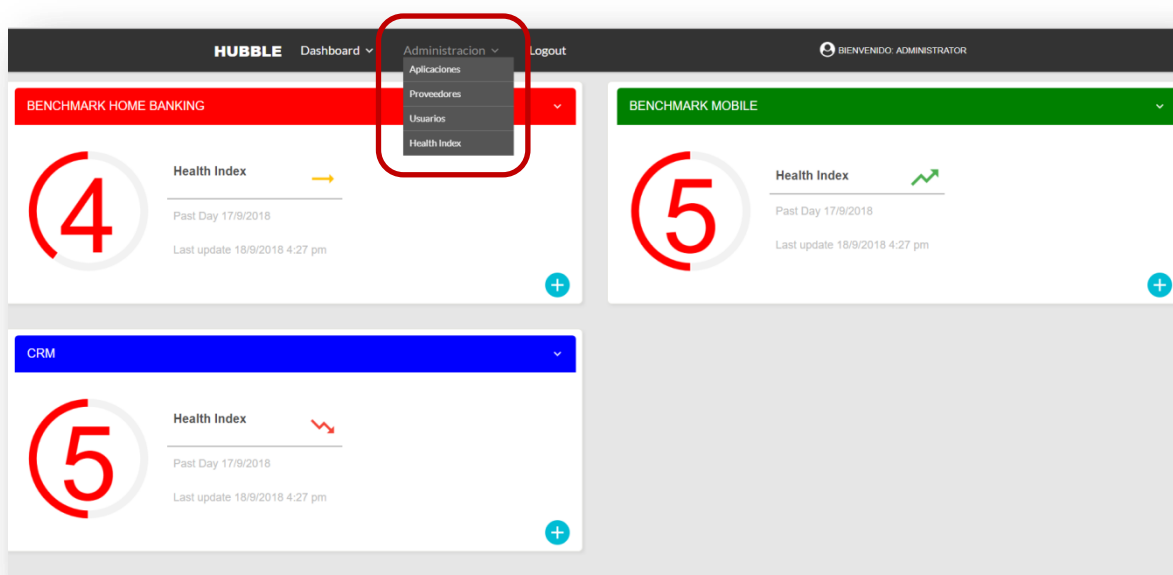 HUBBLE Dashboard Administracion Logout BIENVENIDO: ADMINISTRATOR
Aplicaciones
Proveedores
Usuarios
Health Index
BENCHMARK HOME BANKING
4
Health Index
Past Day 17/9/2018
Last update 18/9/2018 4:27 pm
BENCHMARK MOBILE
5
Health Index
Past Day 17/9/2018
Last update 18/9/2018 4:27 pm
CRM
5
Health Index
Past Day 17/9/2018
Last update 18/9/2018 4:27 pm